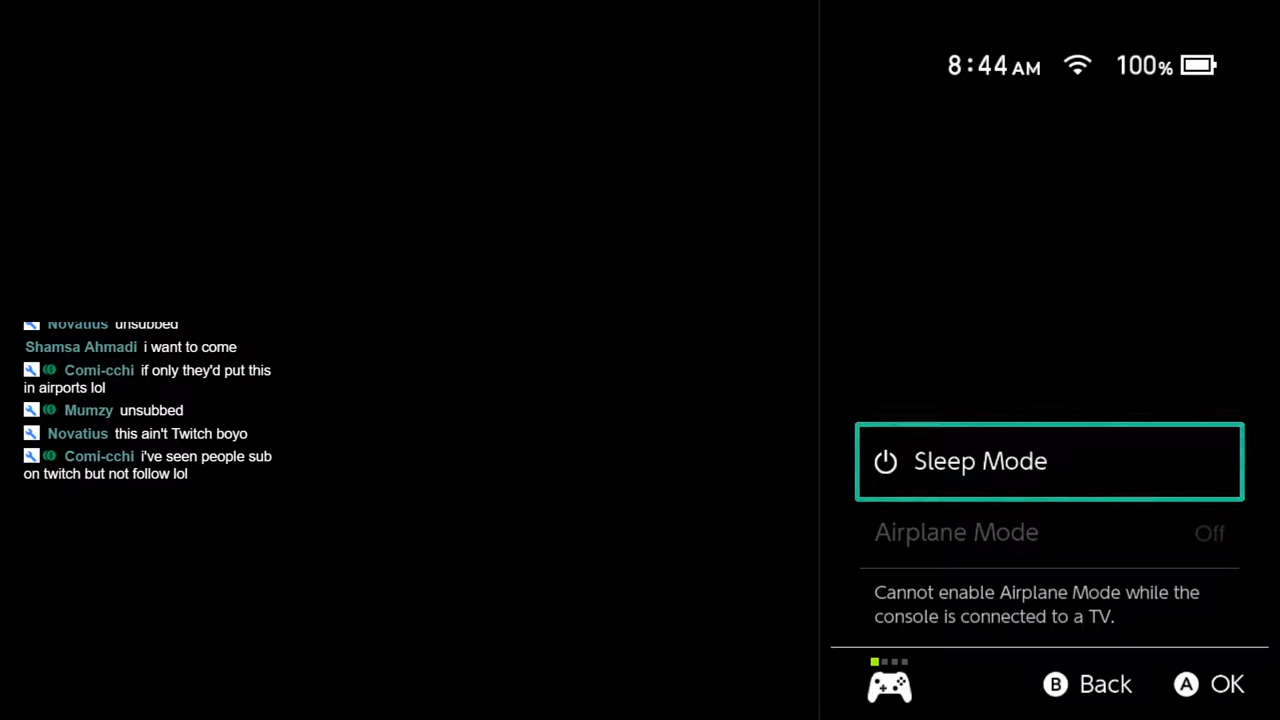 8:44 AM 100%
Novatius unsubbed
Shamsa Ahmadi i want to come
Comi-cchi if only they'd put this
in airports lol
Mumzy unsubbed
Novatius this ain't Twitch boyo
Comi-cchi i've seen people sub
on twitch but not follow lol
Sleep Mode
Airplane Mode Off
Cannot enable Airplane Mode while the
console is connected to a TV.
B Back A OK